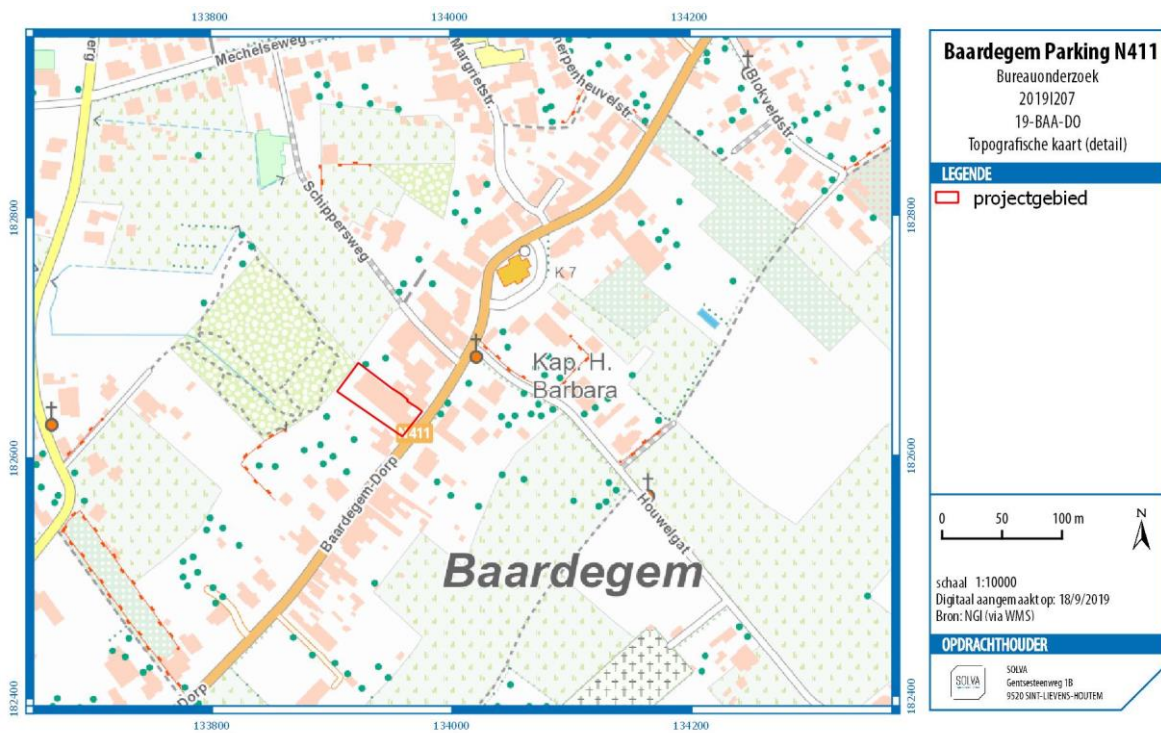 133800
134000
134200
182800
182600
182400
Mechelseweg
berg
Margrietstr.
herpenheuvelstr.
Blokveldstr.
Schippersweg
K 7
Kap. H.
Barbara
N411
Baardegem-Dorp
Houwelgat
Baardegem
Dorp
182800
182600
182400
133800
134000
134200
Baardegem Parking N411
Bureauonderzoek
2019I207
19-BAA-DO
Topografische kaart (detail)
LEGENDE
projectgebied
0 50 100 m
N
schaal 1:10000
Digitaal aangemaakt op: 18/9/2019
Bron: NGI (via WMS)
OPDRACHTHOUDER
SOLVA
SOLVA
Gentsesteenweg 1B
9520 SINT-LIEVENS-HOUTEM